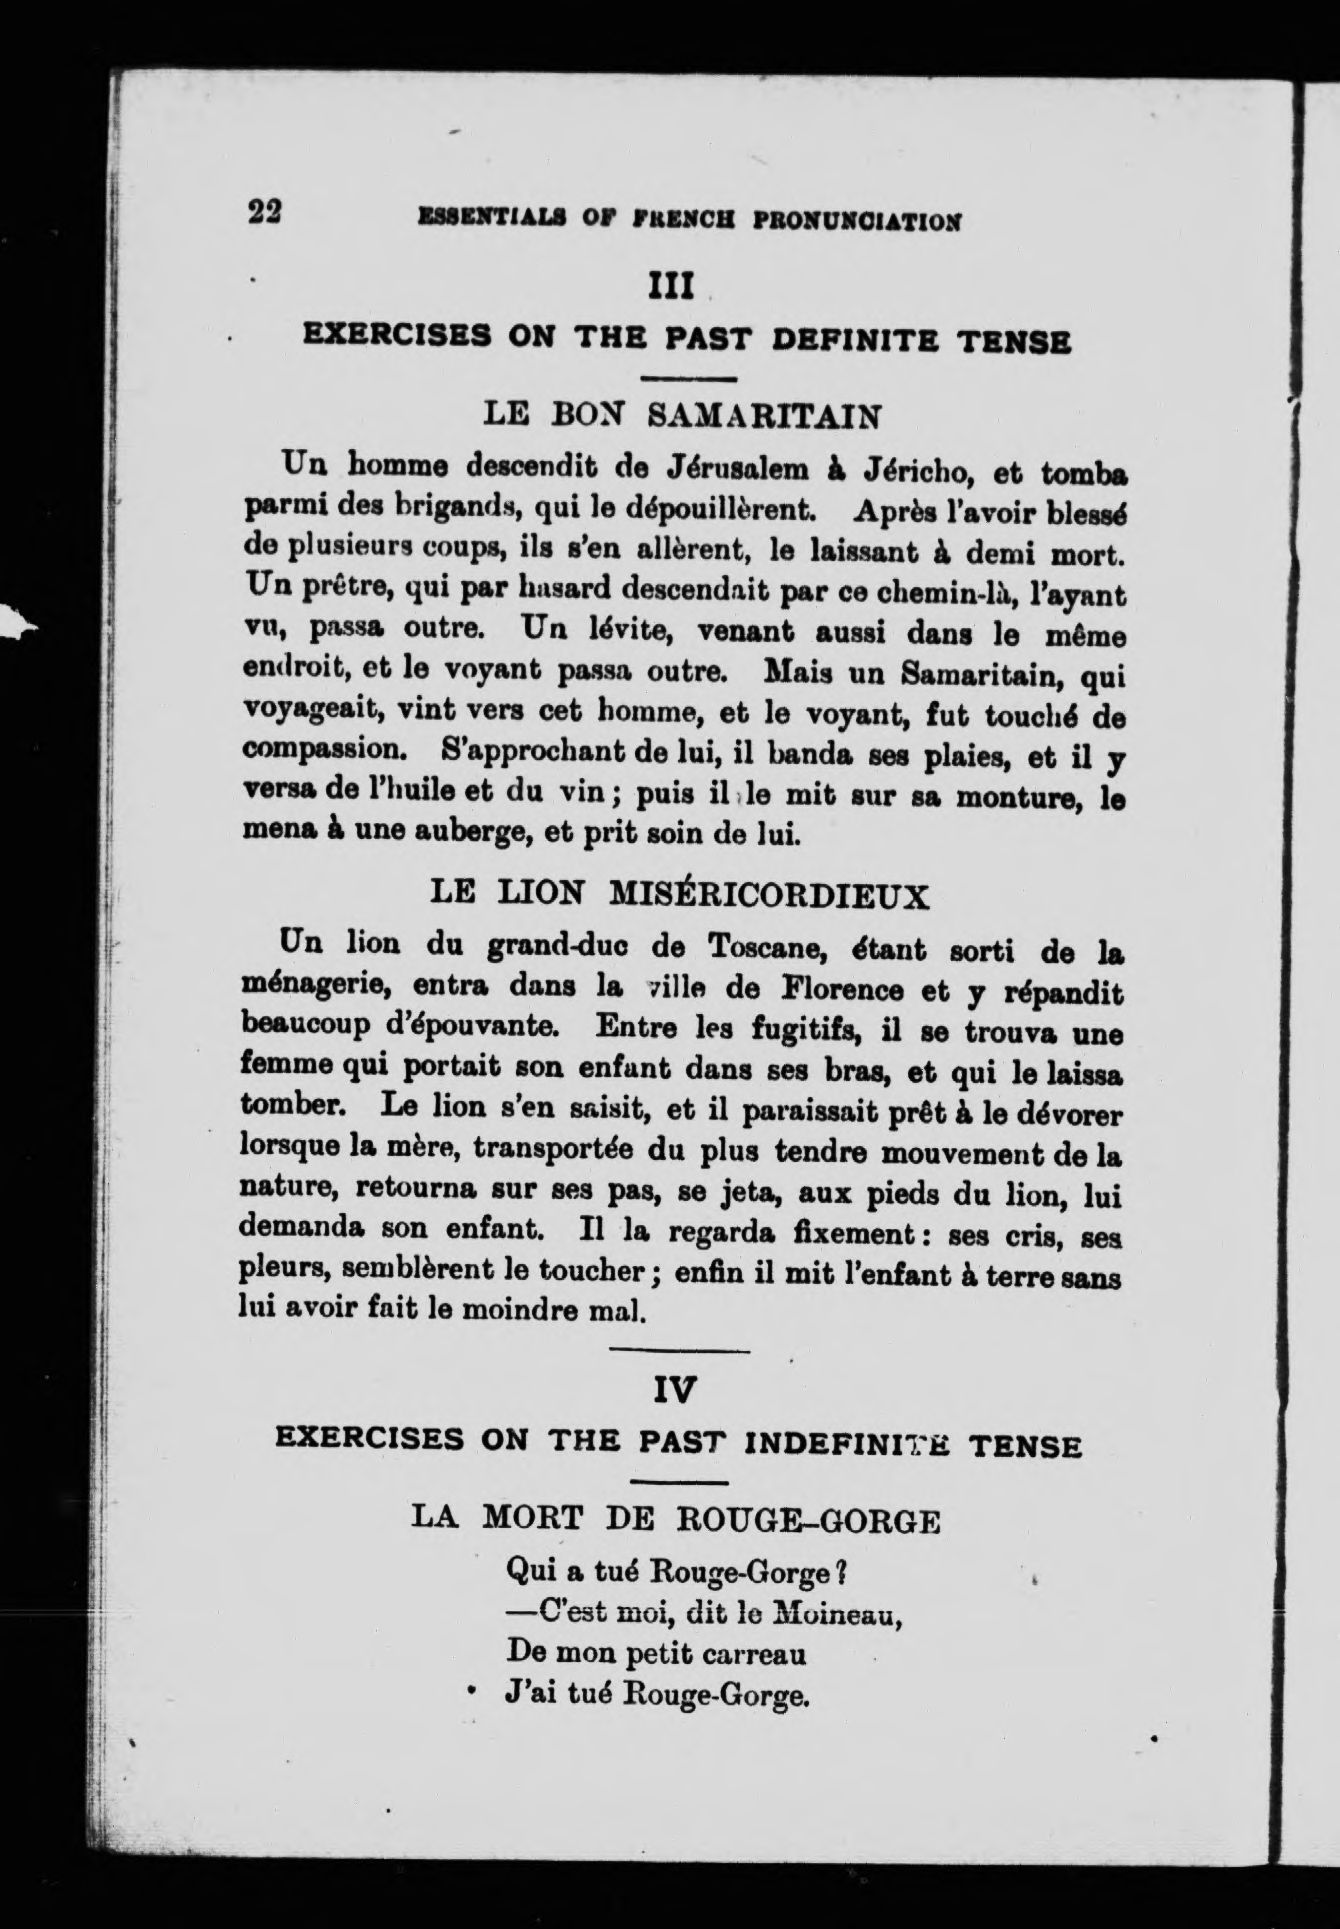 22 ESSENTIALS OF FRENCH PRONUNCIATION
III
EXERCISES ON THE PAST DEFINITE TENSE
LE BON SAMARITAIN
Un homme descendit de Jérusalem à Jéricho, et tomba
parmi des brigands, qui le dépouillèrent. Après l'avoir blessé
de plusieurs coups, ils s'en allèrent, le laissant à demi mort.
Un prêtre, qui par hasard descendait par ce chemin-là, l'ayant
vu, passa outre. Un lévite, venant aussi dans le même
endroit, et le voyant passa outre. Mais un Samaritain, qui
voyageait, vint vers cet homme, et le voyant, fut touché de
compassion. S'approchant de lui, il banda ses plaies, et il y
versa de l'huile et du vin; puis il le mit sur sa monture, le
mena à une auberge, et prit soin de lui.
LE LION MISÉRICORDIEUX
Un lion du grand-duc de Toscane, étant sorti de la
ménagerie, entra dans la ville de Florence et y répandit
beaucoup d'épouvante. Entre les fugitifs, il se trouva une
femme qui portait son enfant dans ses bras, et qui le laissa
tomber. Le lion s'en saisit, et il paraissait prêt à le dévorer
lorsque la mère, transportée du plus tendre mouvement de la
nature, retourna sur ses pas, se jeta, aux pieds du lion, lui
demanda son enfant. Il la regarda fixement: ses cris, ses
pleurs, semblèrent le toucher; enfin il mit l'enfant à terre sans
lui avoir fait le moindre mal.
IV
EXERCISES ON THE PAST INDEFINITE TENSE
LA MORT DE ROUGE-GORGE
Qui a tué Rouge-Gorge?
—C'est moi, dit le Moineau,
De mon petit carreau
J'ai tué Rouge-Gorge.